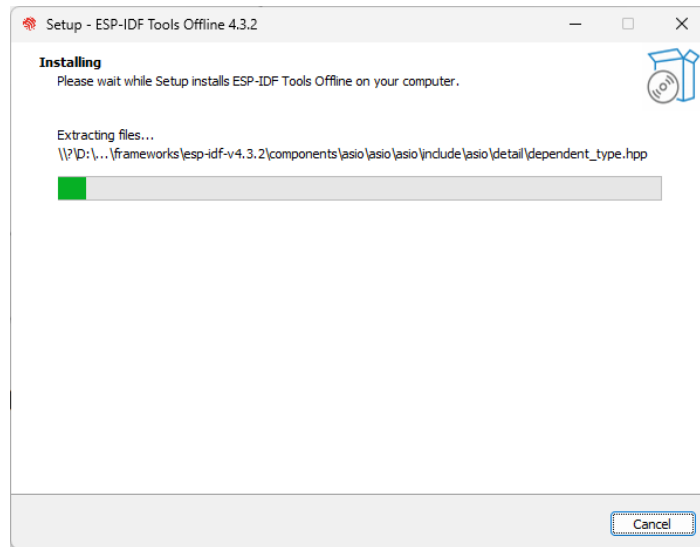 Setup - ESP-IDF Tools Offline 4.3.2
Installing
Please wait while Setup installs ESP-IDF Tools Offline on your computer.
Extracting files...
\\?\D:\...\frameworks\esp-idf-v4.3.2\components\asio\asio\asio\include\asio\detail\dependent_type.hpp
Cancel